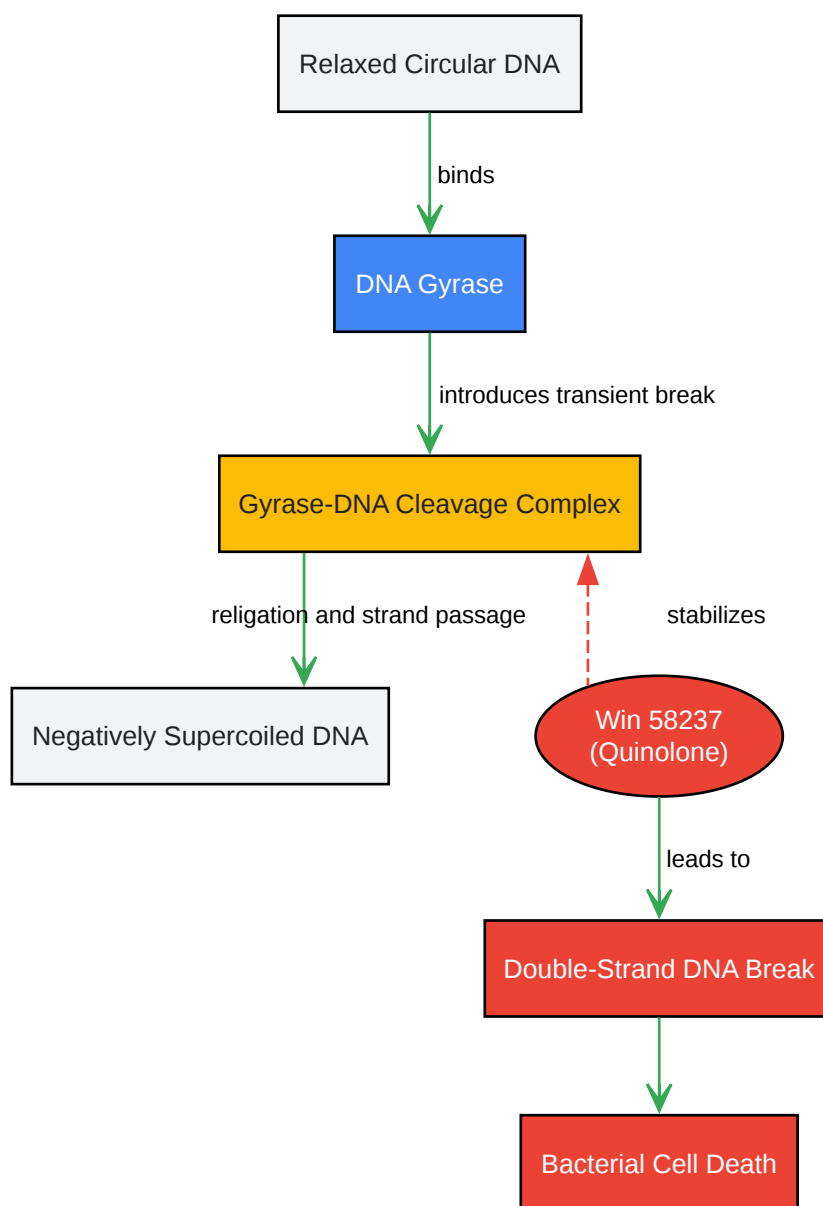 Relaxed Circular DNA
binds
DNA Gyrase
introduces transient break
Gyrase-DNA Cleavage Complex
religation and strand passage
stabilizes
Negatively Supercoiled DNA
Win 58237
(Quinolone)
leads to
Double-Strand DNA Break
Bacterial Cell Death